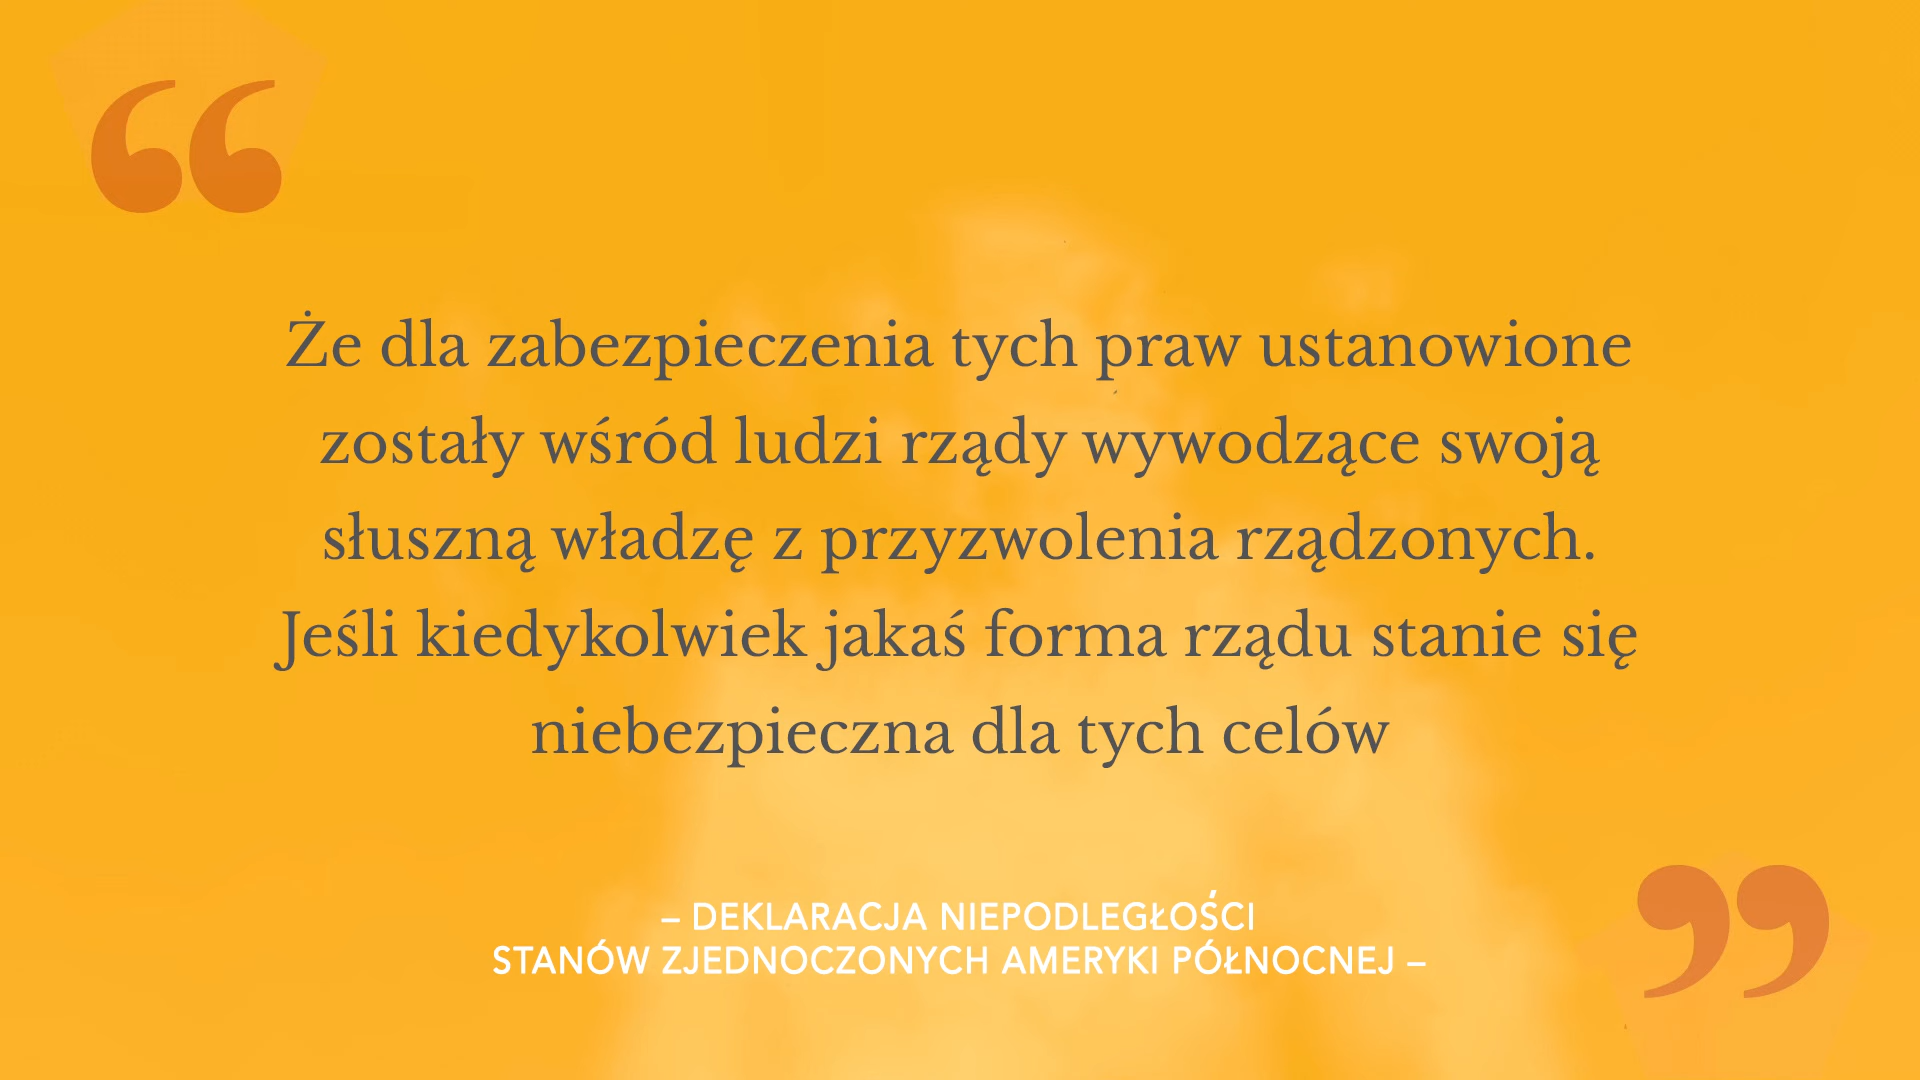 “
Że dla zabezpieczenia tych praw ustanowione
zostały wśród ludzi rządy wywodzące swoją
słuszną władzę z przyzwolenia rządzonych.
Jeśli kiedykolwiek jakaś forma rządu stanie się
niebezpieczna dla tych celów
– DEKLARACJA NIEPODLEGŁOŚCI
STANÓW ZJEDNOCZONYCH AMERYKI PÓŁNOCNEJ –
”